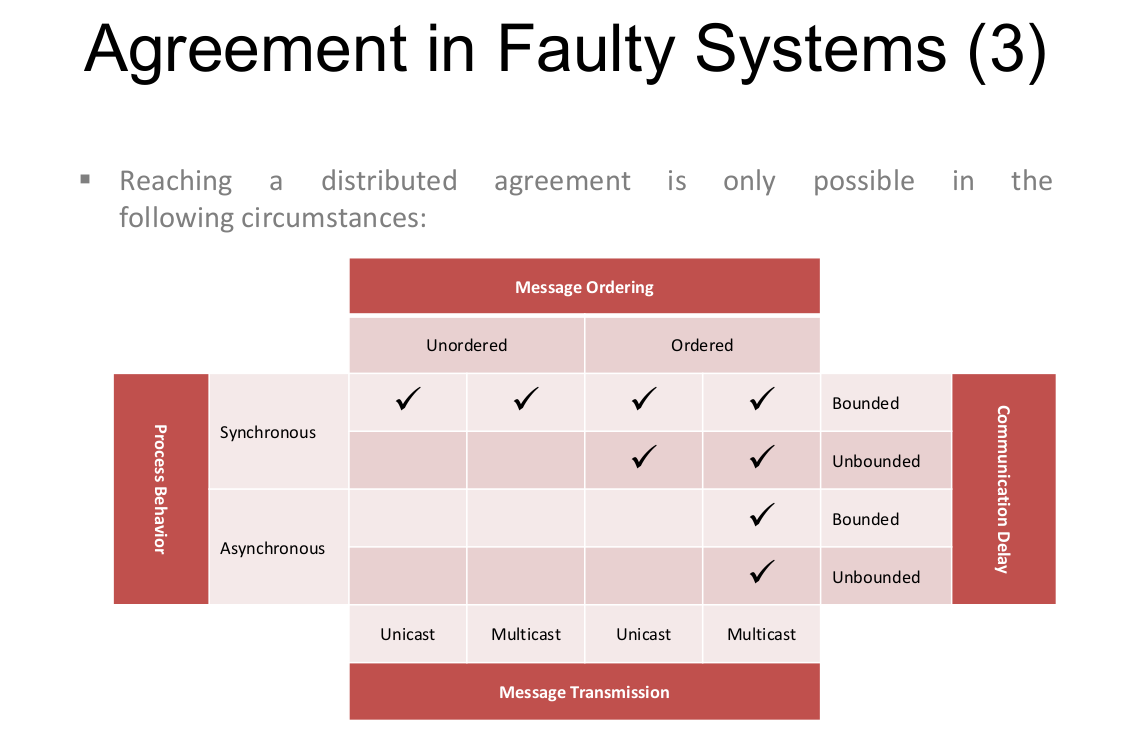 Agreement in Faulty Systems (3)
▪ Reaching a distributed agreement is only possible in the
following circumstances:
Message Ordering
Unordered Ordered
Process Behavior
Synchronous ✓ ✓ ✓ ✓ Bounded
✓ ✓ Unbounded
Asynchronous ✓ Bounded
✓ Unbounded
Communication Delay
Unicast Multicast Unicast Multicast
Message Transmission